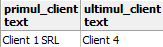 primul_client ultimul_client
text text
Client 1 SRL Client 4